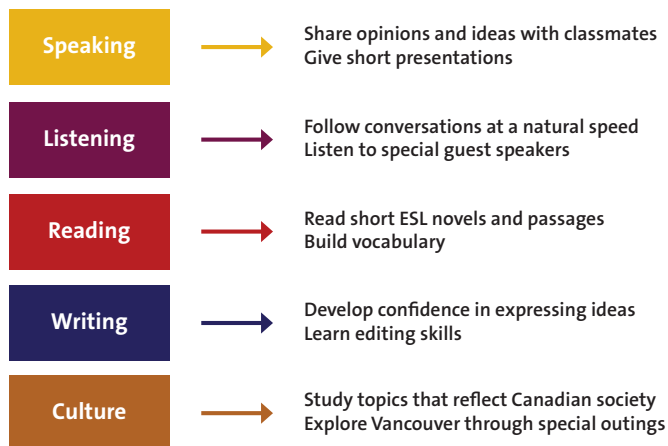 Speaking
Share opinions and ideas with classmates
Give short presentations
Listening
Follow conversations at a natural speed
Listen to special guest speakers
Reading
Read short ESL novels and passages
Build vocabulary
Writing
Develop confidence in expressing ideas
Learn editing skills
Culture
Study topics that reflect Canadian society
Explore Vancouver through special outings